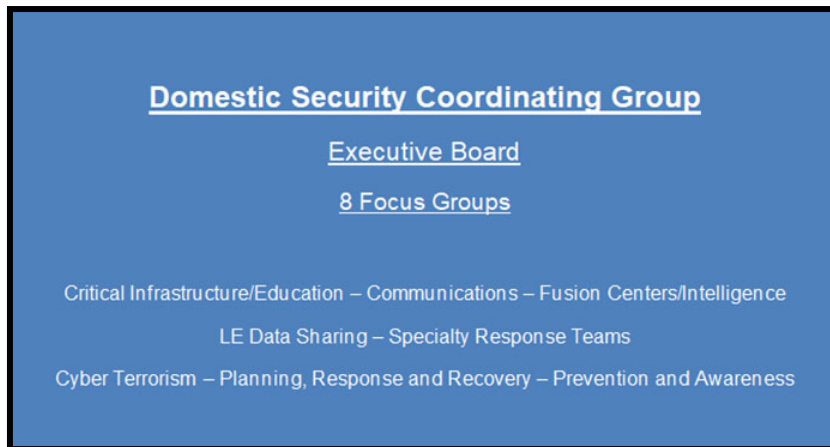 Domestic Security Coordinating Group
Executive Board
8 Focus Groups
Critical Infrastructure/Education – Communications – Fusion Centers/Intelligence
LE Data Sharing – Specialty Response Teams
Cyber Terrorism – Planning, Response and Recovery – Prevention and Awareness